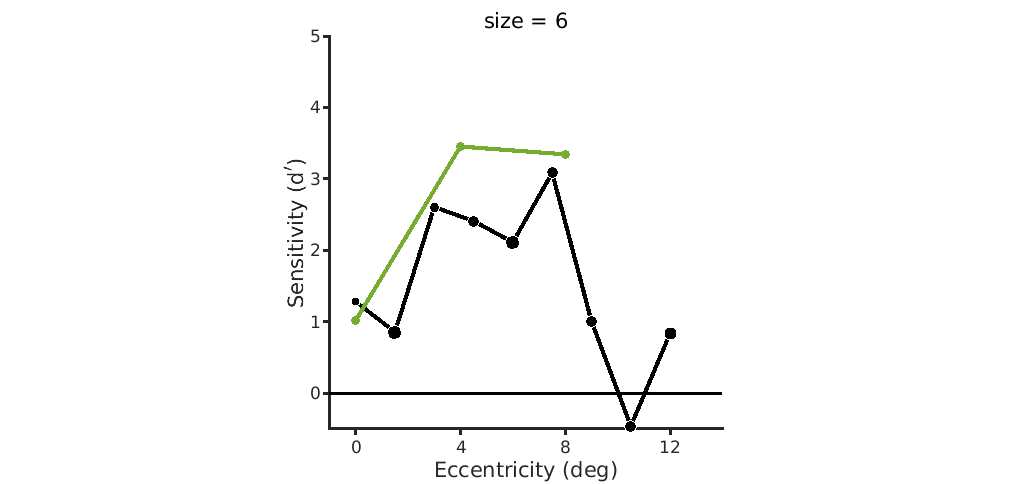 size = 6
5
4
3
2
1
0
Sensitivity (d′)
0 4 8 12
Eccentricity (deg)